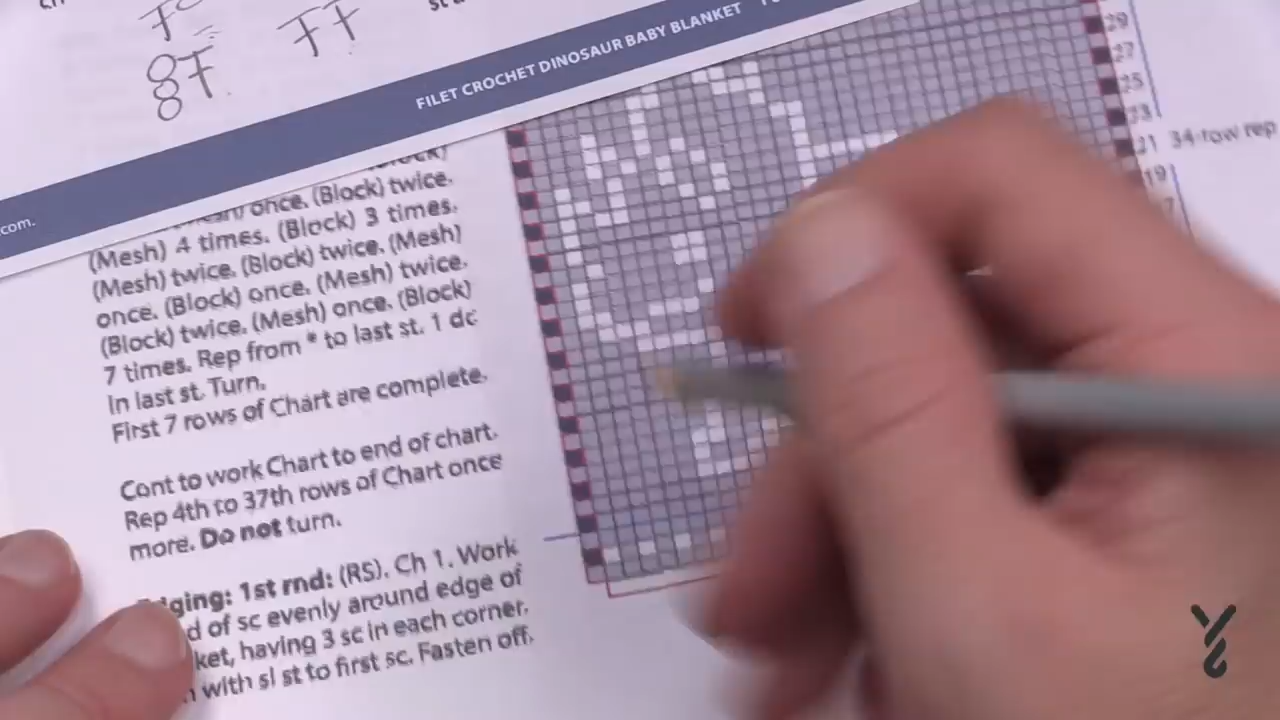 87 77
FILET CROCHET DINOSAUR BABY BLANKET
.com.
once. (Block) twice.
(Mesh) 4 times. (Block) 3 times.
(Mesh) twice. (Block) twice. (Mesh)
once. (Block) once. (Mesh) twice.
(Block) twice. (Mesh) once. (Block)
7 times. Rep from * to last st. 1 dc
in last st. Turn.
First 7 rows of Chart are complete.
Cont to work Chart to end of chart.
Rep 4th to 37th rows of Chart once
more. Do not turn.
1st rnd: (RS). Ch 1. Work
of sc evenly around edge of
having 3 sc in each corner.
with sl st to first sc. Fasten off.
29
27
25
23
21 34-row rep
19